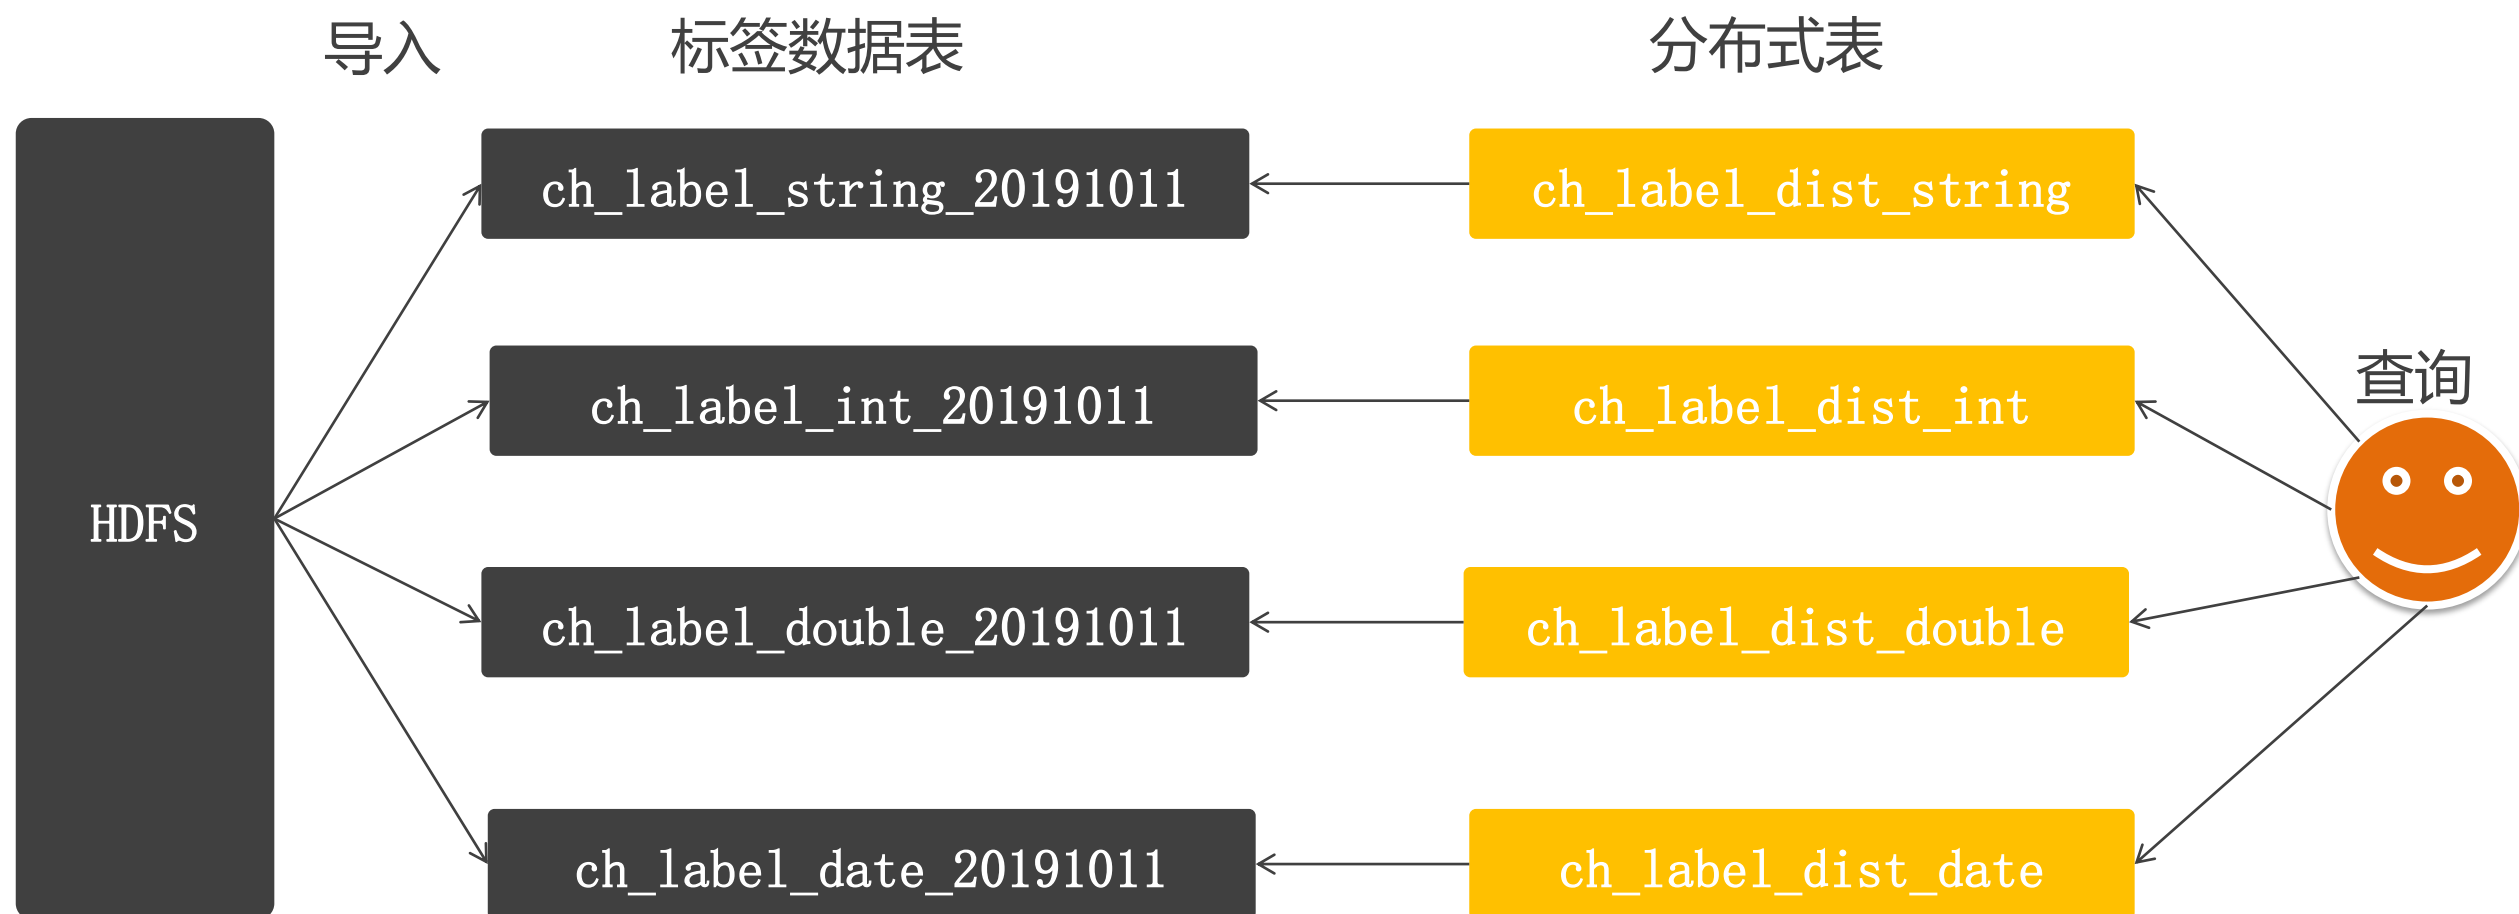 导入
标签数据表
分布式表
ch_label_string_20191011
ch_label_dist_string
查询
ch_label_int_20191011
ch_label_dist_int
HDFS
ch_label_double_20191011
ch_label_dist_double
ch_label_date_20191011
ch_label_dist_date